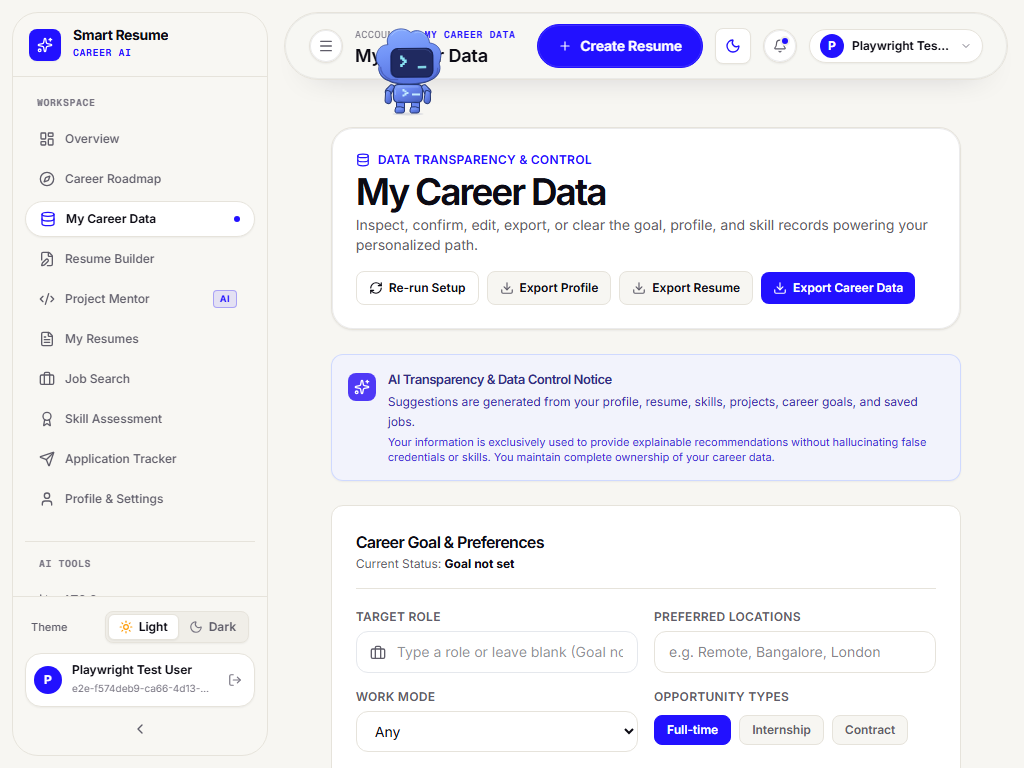 Smart Resume
CAREER AI
WORKSPACE
Overview
Career Roadmap
My Career Data
Resume Builder
Project Mentor
AI
My Resumes
Job Search
Skill Assessment
Application Tracker
Profile & Settings
AI TOOLS
Theme
Light
Dark
P
Playwright Test User
e2e-f574deb9-ca66-4d13-...
MY CAREER DATA
Data
Create Resume
P
Playwright Tes...
DATA TRANSPARENCY & CONTROL
My Career Data
Inspect, confirm, edit, export, or clear the goal, profile, and skill records powering your
personalized path.
Re-run Setup
Export Profile
Export Resume
Export Career Data
AI Transparency & Data Control Notice
Suggestions are generated from your profile, resume, skills, projects, career goals, and saved
jobs.
Your information is exclusively used to provide explainable recommendations without hallucinating false
credentials or skills. You maintain complete ownership of your career data.
Career Goal & Preferences
Current Status: Goal not set
TARGET ROLE
Type a role or leave blank (Goal no
PREFERRED LOCATIONS
e.g. Remote, Bangalore, London
WORK MODE
Any
OPPORTUNITY TYPES
Full-time
Internship
Contract